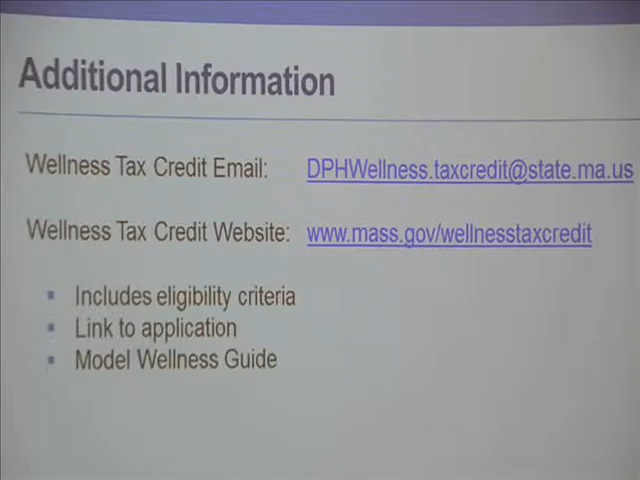 Additional Information
Wellness Tax Credit Email: DPHWellness.taxcredit@state.ma.us
Wellness Tax Credit Website: www.mass.gov/wellnesstaxcredit
▪ Includes eligibility criteria
▪ Link to application
▪ Model Wellness Guide